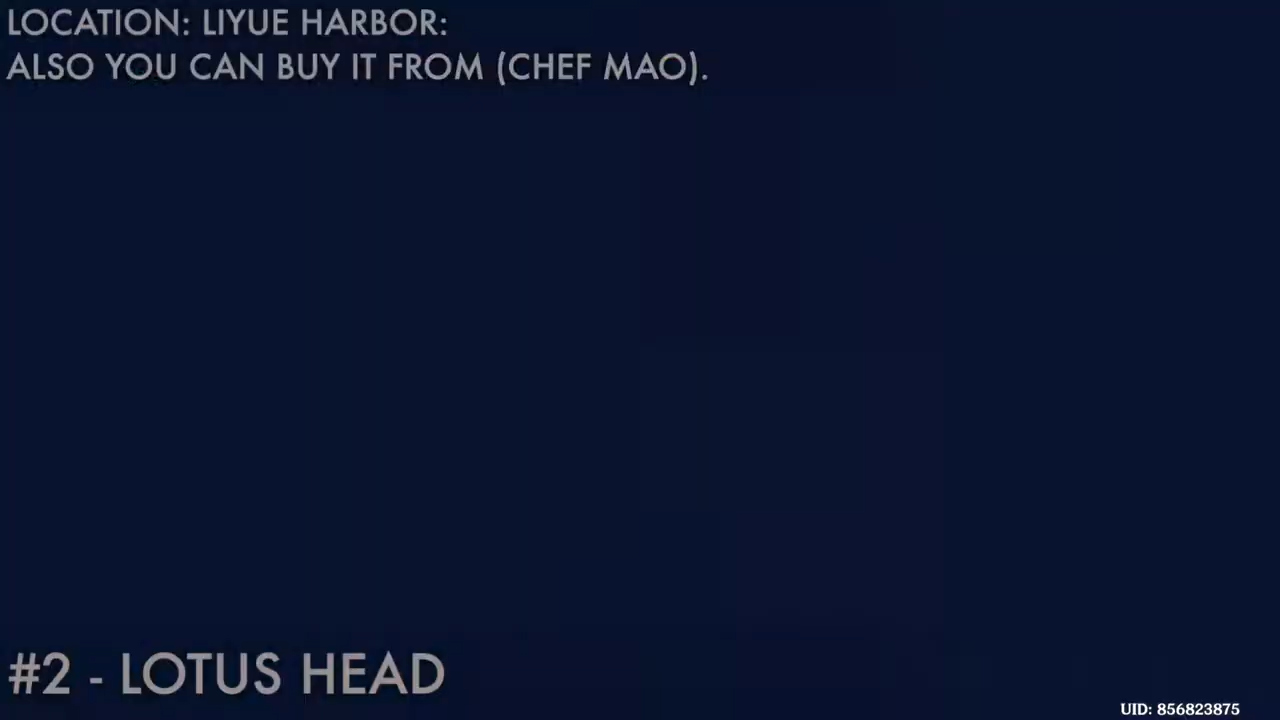 LOCATION: LIYUE HARBOR:
ALSO YOU CAN BUY IT FROM (CHEF MAO).
#2 - LOTUS HEAD
UID: 856823875